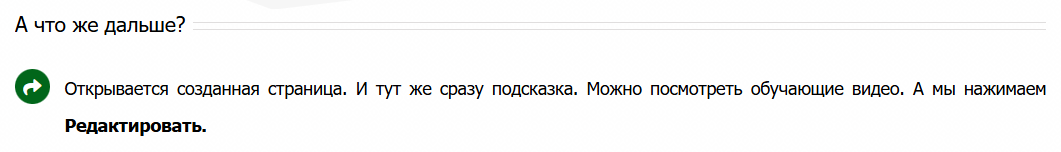 А что же дальше?
Открывается созданная страница. И тут же сразу подсказка. Можно посмотреть обучающие видео. А мы нажимаем
Редактировать.